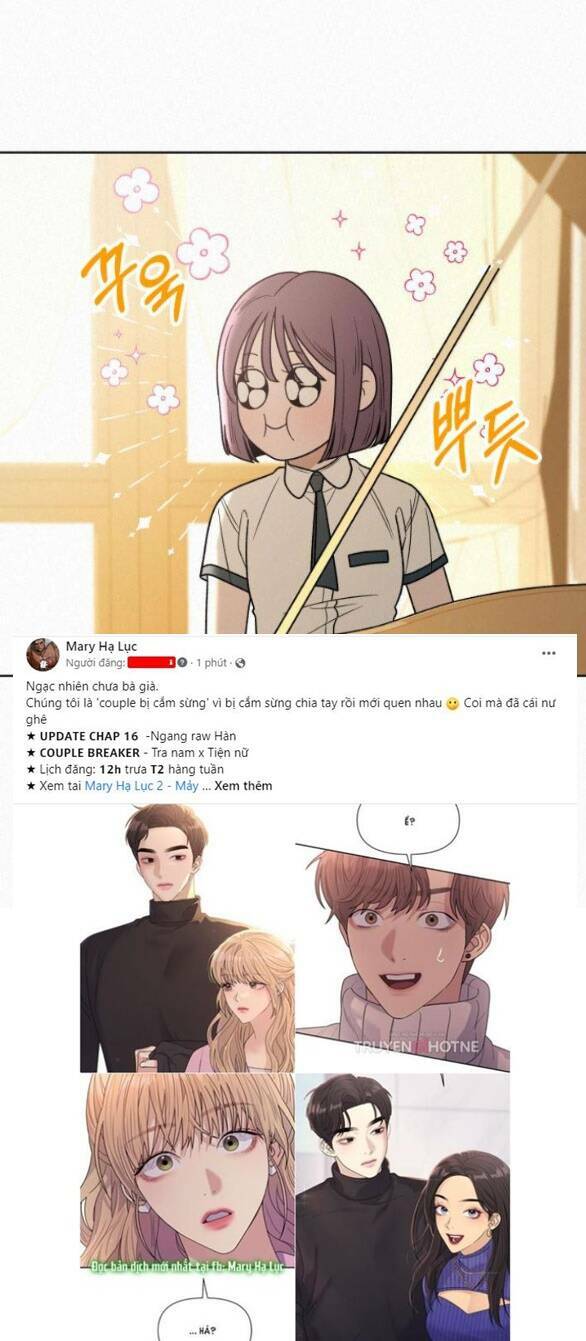 꾸욱
뿌듯
Mary Hạ Lục
Người đăng: · 1 phút ·
Ngạc nhiên chưa bà già.
Chúng tôi là 'couple bị cắm sừng' vì bị cắm sừng chia tay rồi mới quen nhau 🙂 Coi mà đã cái nư
ghê
★ UPDATE CHAP 16 -Ngang raw Hàn
★ COUPLE BREAKER - Tra nam x Tiện nữ
★ Lịch đăng: 12h trưa T2 hàng tuần
★ Xem tai Mary Hạ Lục 2 - Mảy ... Xem thêm
Ế?
TRUYEN HOTNE
Đọc bản dịch mới nhất tại fb: Mary Hạ Lục
... HẢ?